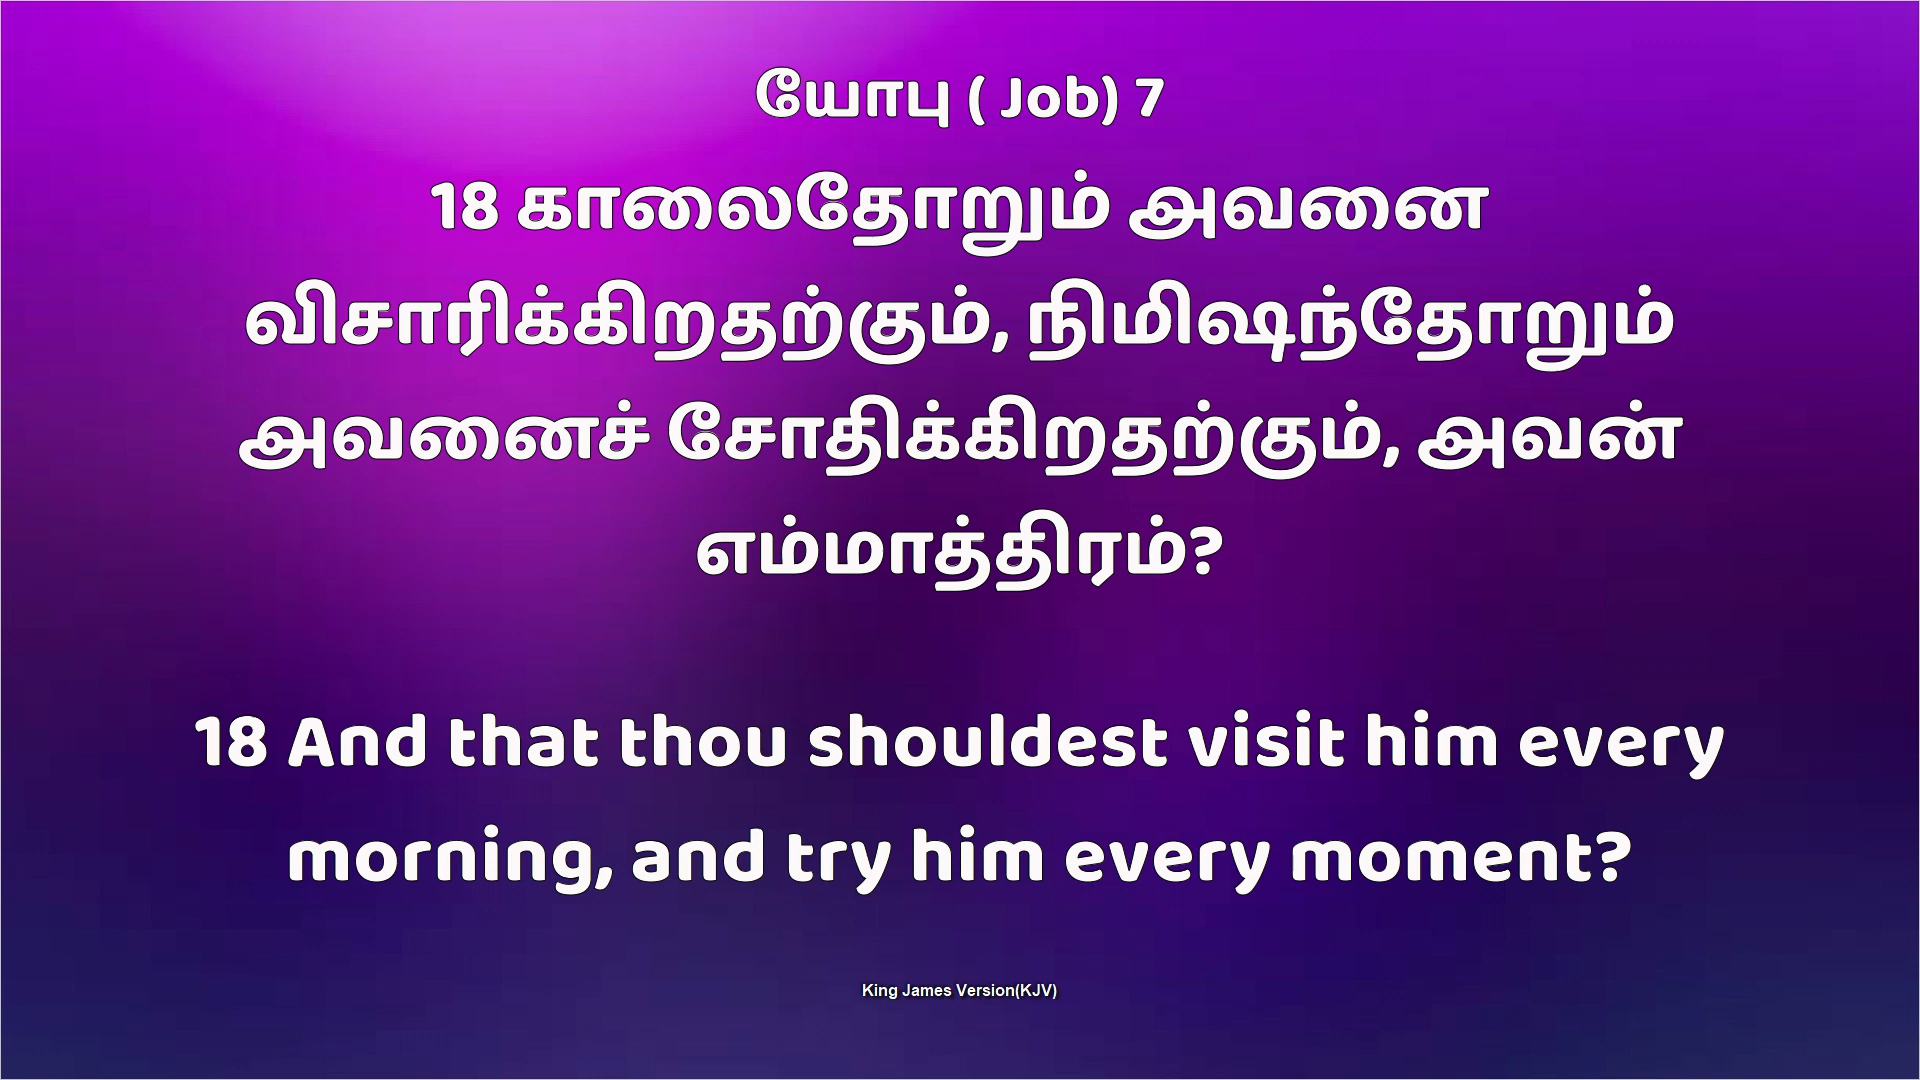 யோபு ( Job) 7
18 காலைதோறும் அவனை
விசாரிக்கிறதற்கும், நிமிஷந்தோறும்
அவனைச் சோதிக்கிறதற்கும், அவன்
எம்மாத்திரம்?
18 And that thou shouldest visit him every
morning, and try him every moment?
King James Version(KJV)